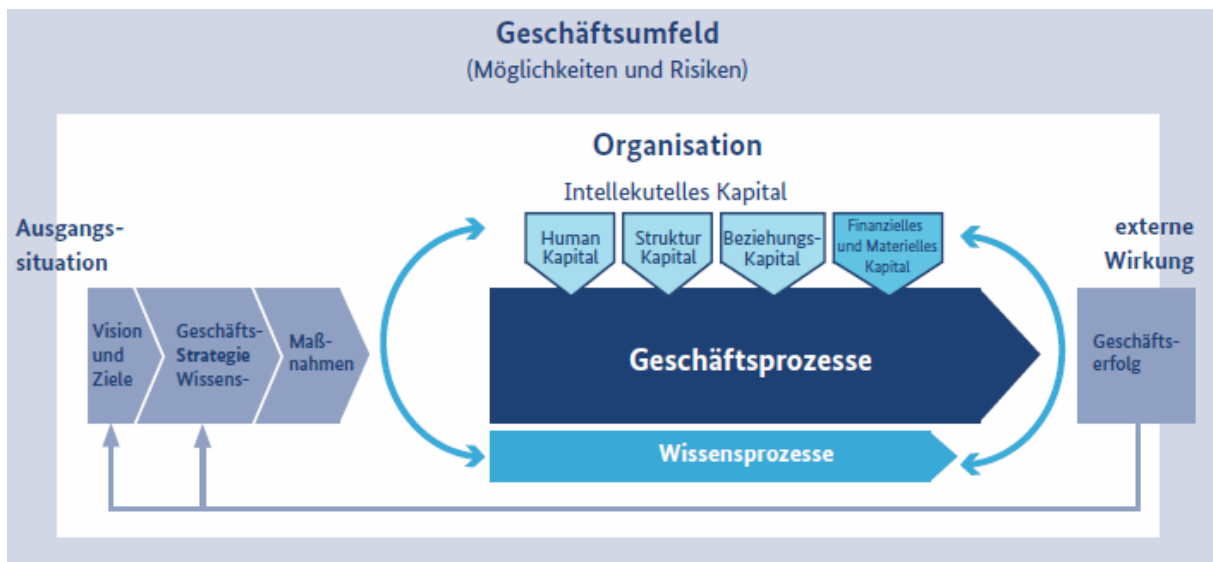 Geschäftsumfeld
(Möglichkeiten und Risiken)
Organisation
Intellekutelles Kapital
Ausgangs-
situation
Human
Kapital
Struktur
Kapital
Beziehungs-
Kapital
Finanzielles
und Materielles
Kapital
externe
Wirkung
Vision
und
Ziele
Geschäfts-
Strategie
Wissens-
Maß-
nahmen
Geschäftsprozesse
Geschäfts-
erfolg
Wissensprozesse